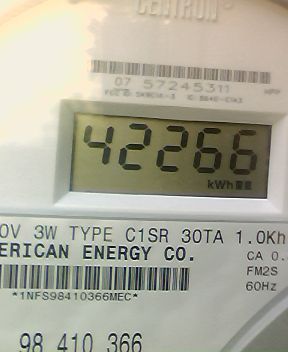 CENTRON
07 57245311
42266
kWh
0V 3W TYPE C1SR 30TA 1.0Kh
ERICAN ENERGY CO. CA 0.
FM2S
*1NFS98410366MEC* 60Hz
98 410 366